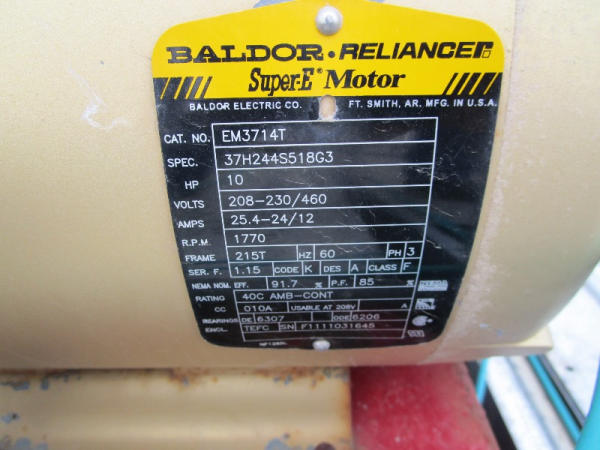 BALDOR • RELIANCER
Super-E® Motor
BALDOR ELECTRIC CO. FT. SMITH, AR. MFG. IN U.S.A.
CAT. NO. EM3714T
SPEC. 37H244S518G3
HP 10
VOLTS 208-230/460
AMPS 25.4-24/12
R.P.M. 1770
FRAME 215T HZ 60 PH 3
SER. F. 1.15 CODE K DES A CLASS F
NEMA NOM. EFF. 91.7 % P.F. 85 %
RATING 40C AMB-CONT
CC 010A USABLE AT 208V A
BEARINGS DE 6307 ODE 6206
ENCL. TEFC SN F1111031645